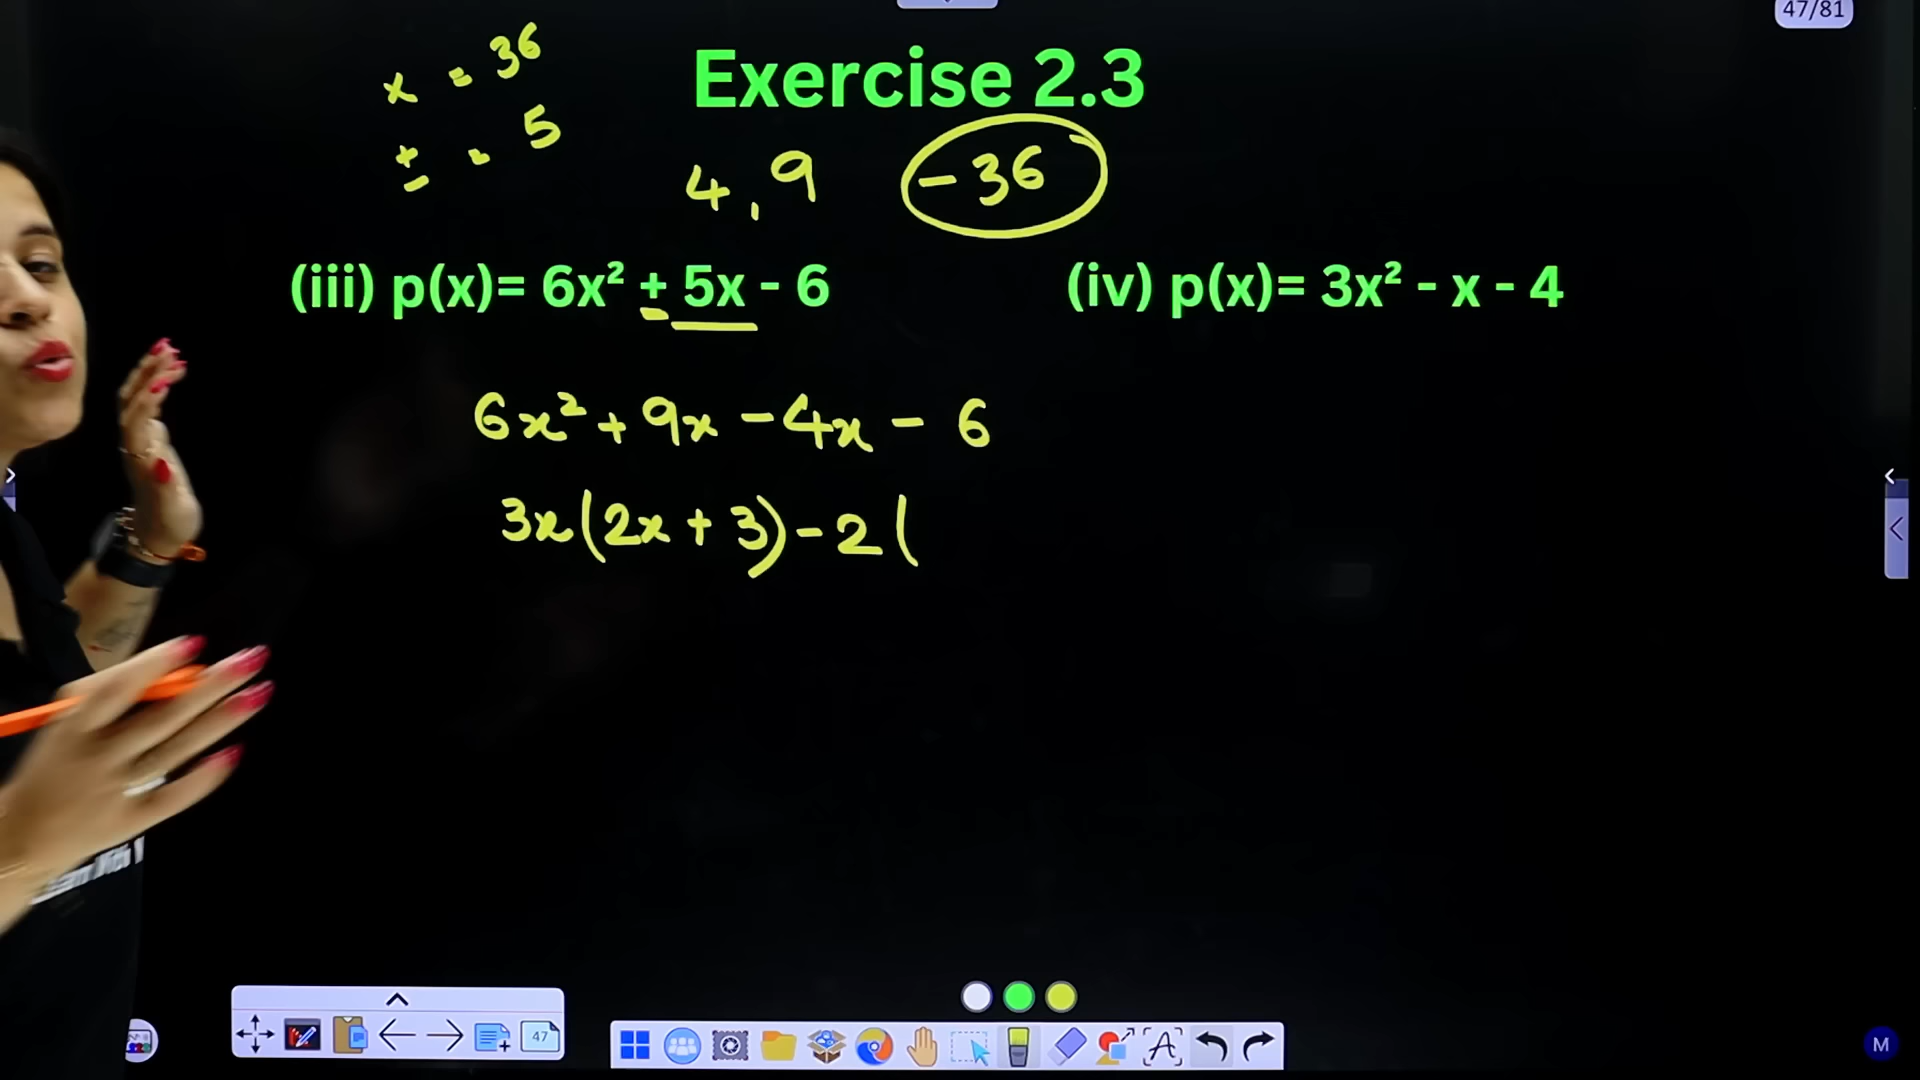 47/81
x = 36
Exercise 2.3
± = 5
4, 9 -36
(iii) p(x)= 6x² + 5x - 6
(iv) p(x)= 3x² - x - 4
6x² + 9x - 4x - 6
3x(2x + 3) - 2(
47
M